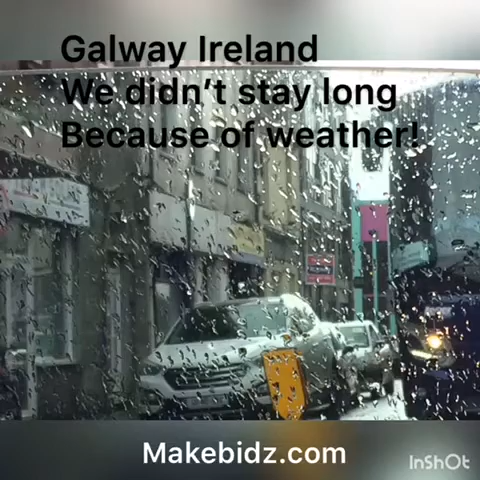 Galway Ireland
We didn't stay long
Because of weather!
Makebidz.com
InShOt